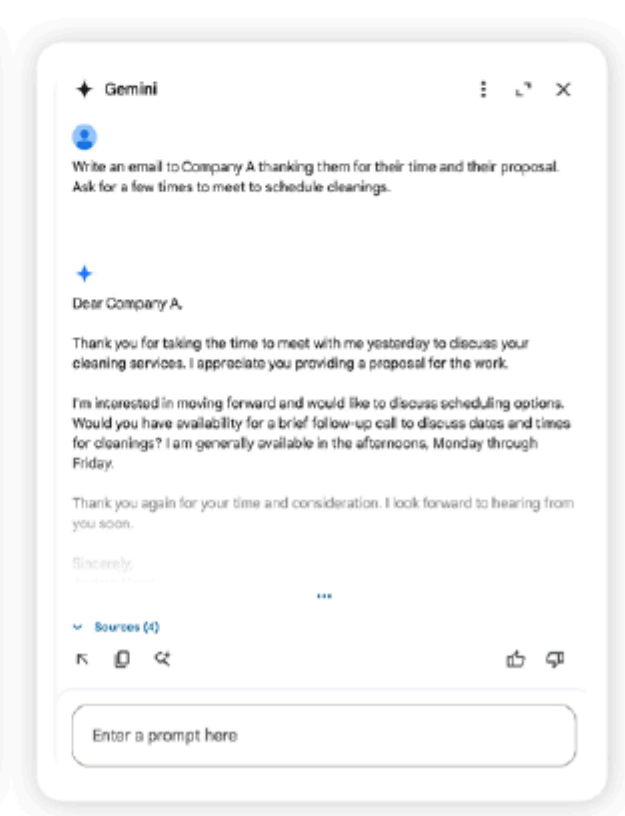 Gemini
Write an email to Company A thanking them for their time and their proposal.
Ask for a few times to meet to schedule cleanings.
Dear Company A,
Thank you for taking the time to meet with me yesterday to discuss your
cleaning services. I appreciate you providing a proposal for the work.
I'm interested in moving forward and would like to discuss scheduling options.
Would you have availability for a brief follow-up call to discuss dates and times
for cleanings? I am generally available in the afternoons, Monday through
Friday.
Thank you again for your time and consideration. I look forward to hearing from
you soon.
Sincerely,
Sources (4)
Enter a prompt here